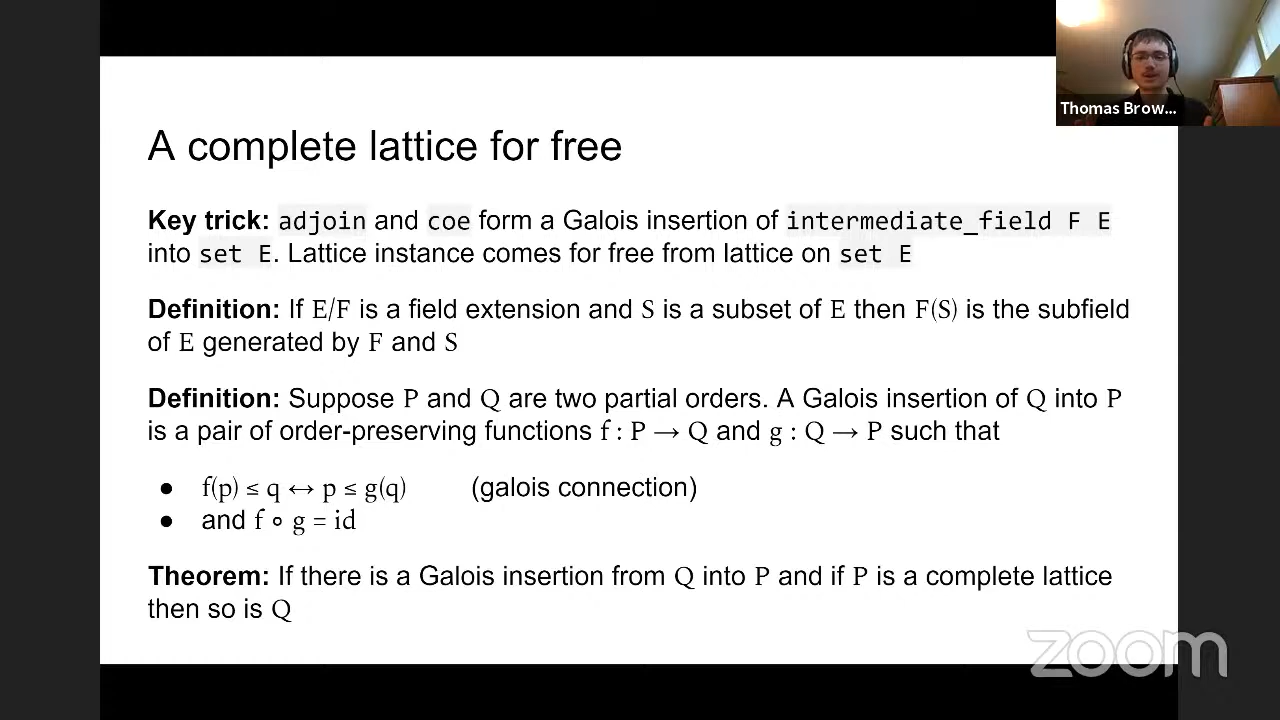 Thomas Brow...
A complete lattice for free
Key trick: adjoin and coe form a Galois insertion of intermediate_field F E
into set E. Lattice instance comes for free from lattice on set E
Definition: If E/F is a field extension and S is a subset of E then F(S) is the subfield
of E generated by F and S
Definition: Suppose P and Q are two partial orders. A Galois insertion of Q into P
is a pair of order-preserving functions f : P → Q and g : Q → P such that
● f(p) ≤ q ↔ p ≤ g(q) (galois connection)
● and f ∘ g = id
Theorem: If there is a Galois insertion from Q into P and if P is a complete lattice
then so is Q
zoom